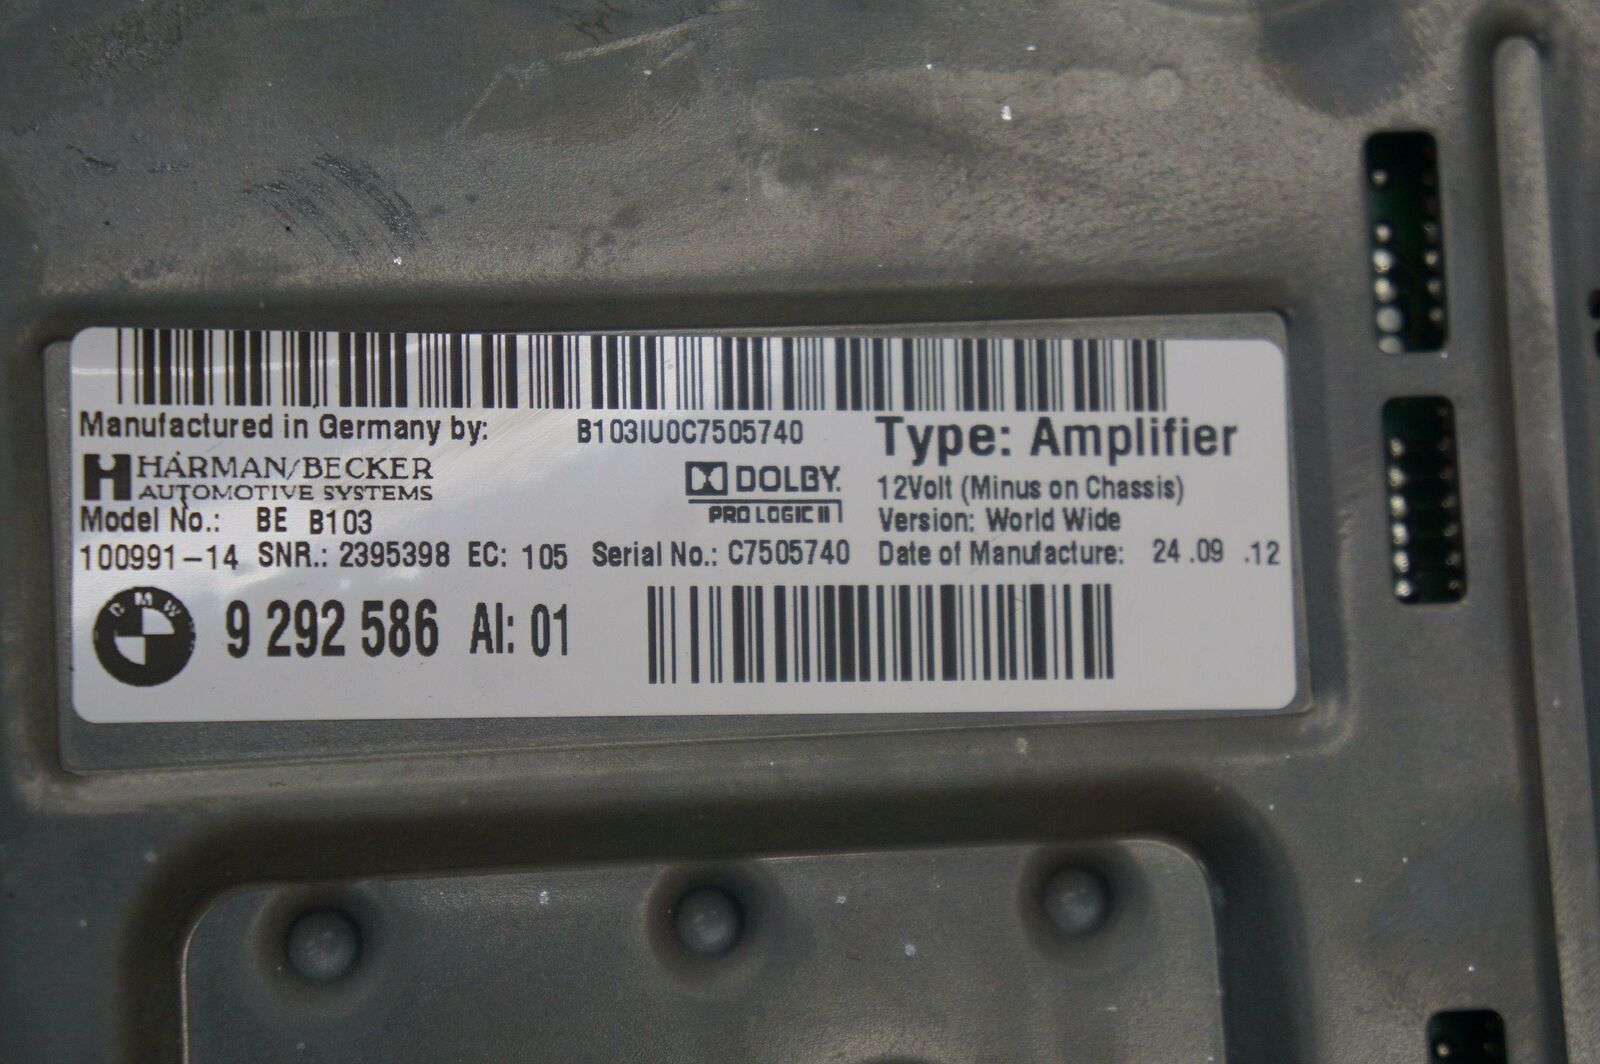 Manufactured in Germany by: B103IU0C7505740 Type: Amplifier
HARMAN/BECKER
AUTOMOTIVE SYSTEMS
DOLBY
PRO LOGIC II
12Volt (Minus on Chassis)
Model No.: BE B103
Version: World Wide
100991-14 SNR.: 2395398 EC: 105 Serial No.: C7505740 Date of Manufacture: 24.09 .12
BMW
9 292 586 AI: 01